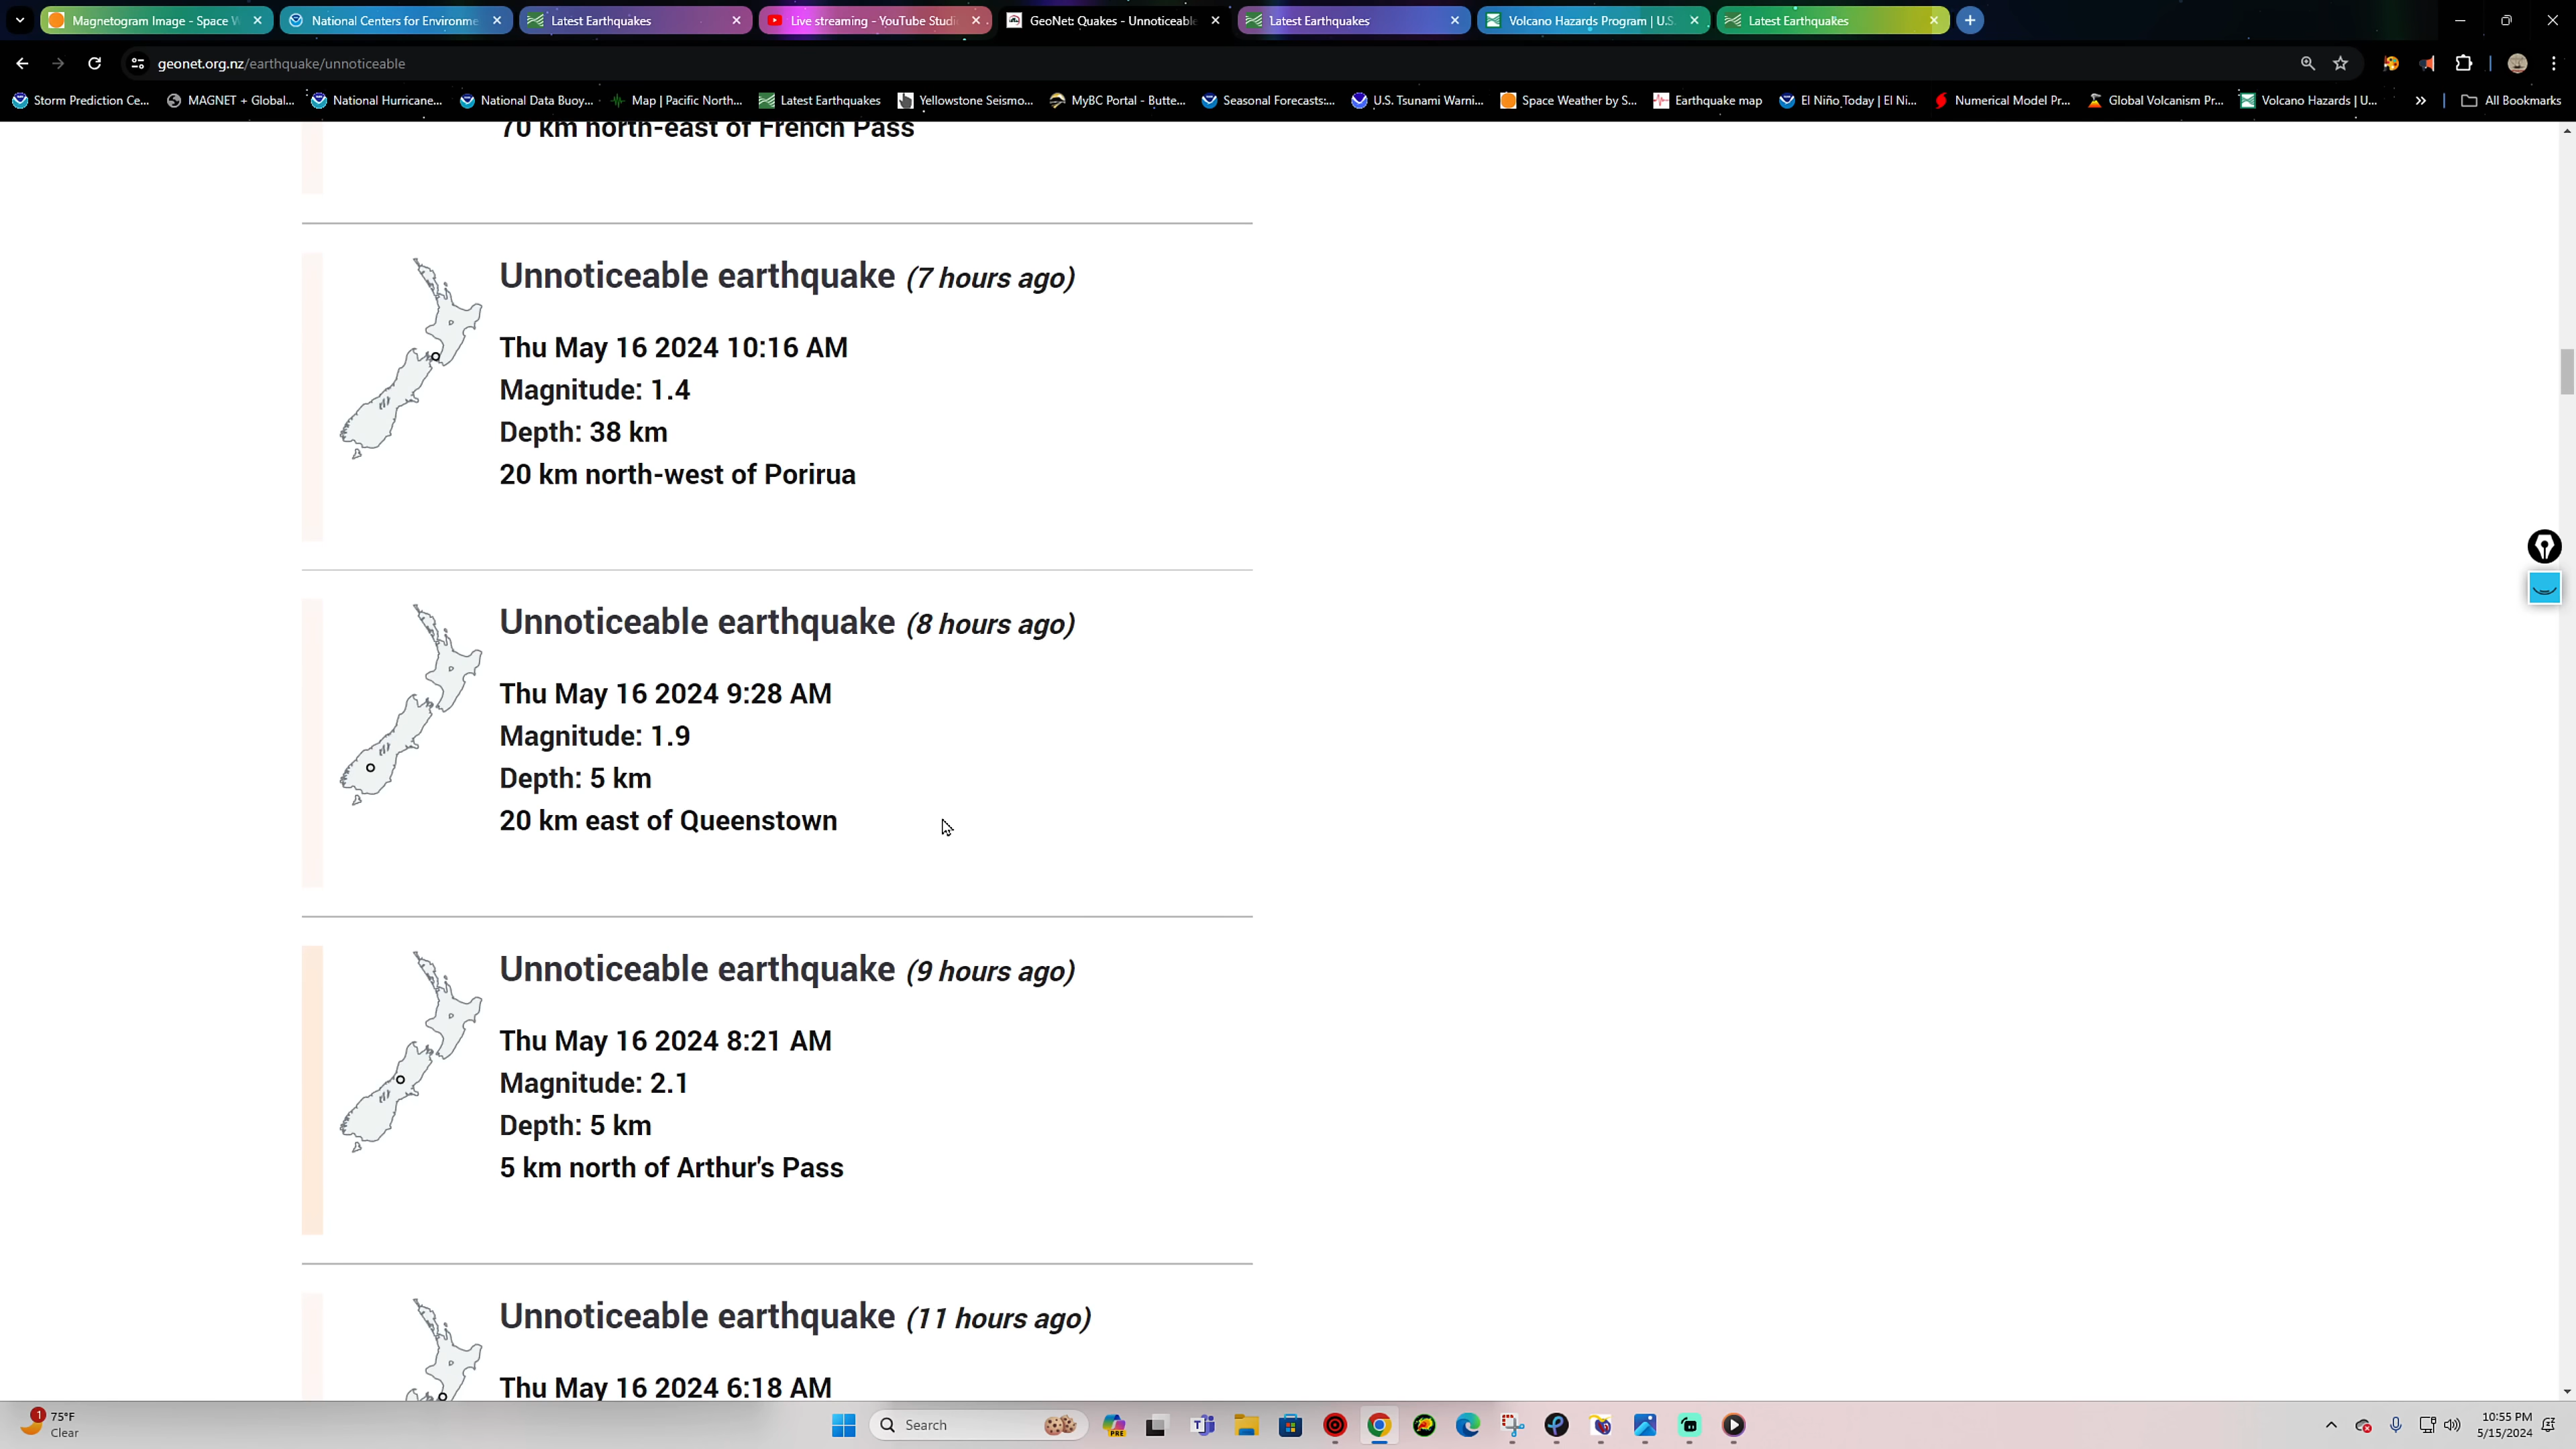 Magnetogram Image - Space W
National Centers for Environme
Latest Earthquakes
Live streaming - YouTube Studi
GeoNet: Quakes - Unnoticeable
Latest Earthquakes
Volcano Hazards Program | U.S.
Latest Earthquakes
geonet.org.nz/earthquake/unnoticeable
Storm Prediction Ce...
MAGNET + Global...
National Hurricane...
National Data Buoy...
Map | Pacific North...
Latest Earthquakes
Yellowstone Seismo...
MyBC Portal - Butte...
Seasonal Forecasts:...
U.S. Tsunami Warni...
Space Weather by S...
Earthquake map
El Niño Today | El Ni...
Numerical Model Pr...
Global Volcanism Pr...
Volcano Hazards | U...
All Bookmarks
70 km north-east of French Pass
Unnoticeable earthquake (7 hours ago)
Thu May 16 2024 10:16 AM
Magnitude: 1.4
Depth: 38 km
20 km north-west of Porirua
Unnoticeable earthquake (8 hours ago)
Thu May 16 2024 9:28 AM
Magnitude: 1.9
Depth: 5 km
20 km east of Queenstown
Unnoticeable earthquake (9 hours ago)
Thu May 16 2024 8:21 AM
Magnitude: 2.1
Depth: 5 km
5 km north of Arthur's Pass
Unnoticeable earthquake (11 hours ago)
Thu May 16 2024 6:18 AM
1
75°F
Clear
Search
PRE
10:55 PM
5/15/2024